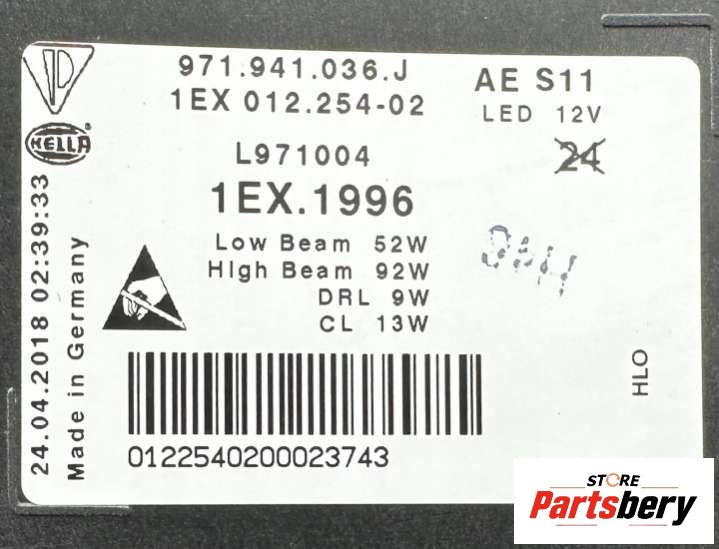 971.941.036.J
1EX 012.254-02
AE S11
LED 12V
24
HELLA
®
L971004
1EX.1996
Low Beam 52W
HIgh Beam 92W
DRL 9W
CL 13W
24.04.2018 02:39:33
Made in Germany
0122540200023743
HLO
STORE
Partsbery